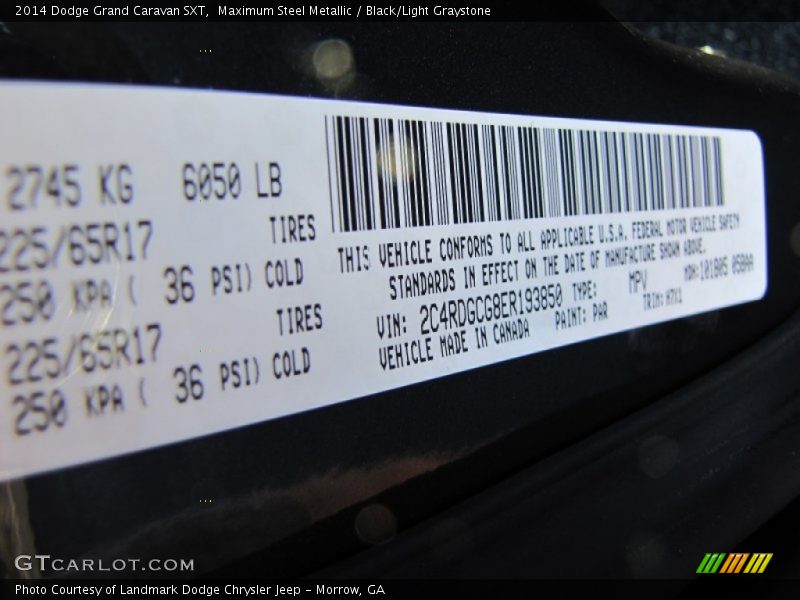 2014 Dodge Grand Caravan SXT,  Maximum Steel Metallic / Black/Light Graystone
2745 KG 6050 LB
225/65R17 TIRES
250 KPA ( 36 PSI) COLD
225/65R17 TIRES
250 KPA ( 36 PSI) COLD
THIS VEHICLE CONFORMS TO ALL APPLICABLE U.S.A. FEDERAL MOTOR VEHICLE SAFETY
STANDARDS IN EFFECT ON THE DATE OF MANUFACTURE SHOWN ABOVE.
VIN: 2C4RDGCG8ER193850 TYPE: MPV MDH:
VEHICLE MADE IN CANADA PAINT: PAR TRIM:
GTCARLOT.COM
Photo Courtesy of Landmark Dodge Chrysler Jeep - Morrow, GA